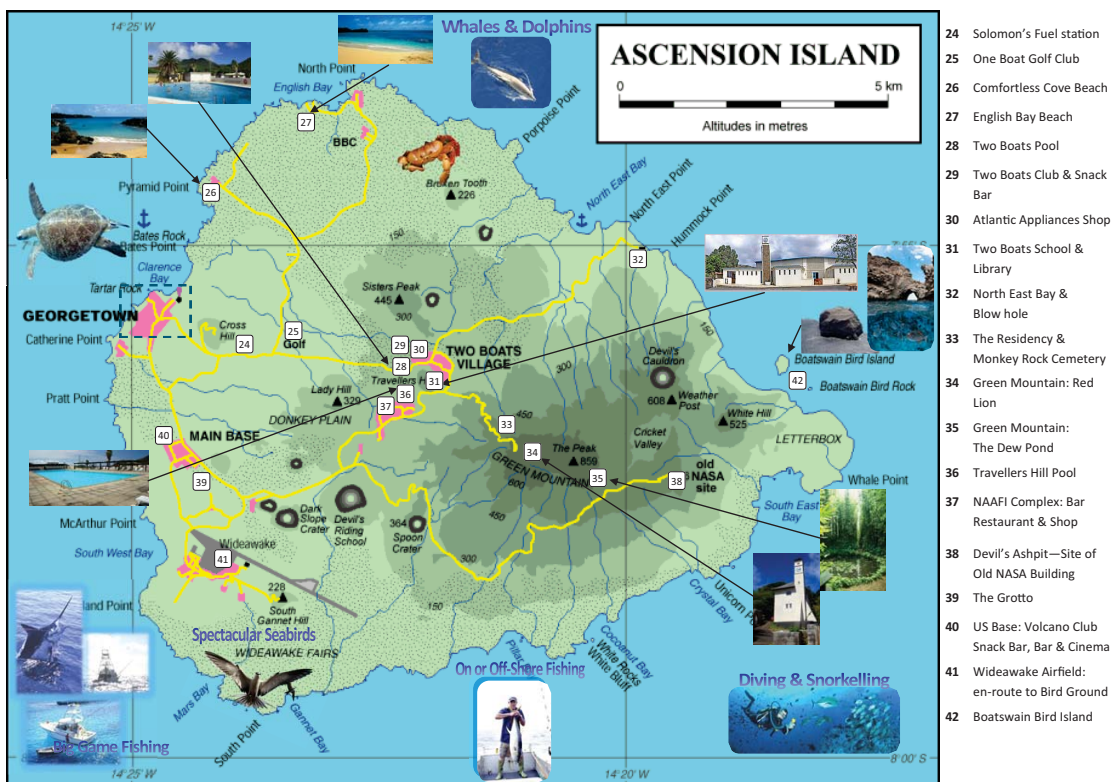 14°25'W
Whales & Dolphins
ASCENSION ISLAND
0
5 km
Altitudes in metres
North Point
English Bay
27
BBC
Porpoise Point
Broken Tooth
226
North East Bay
North East Point
Hummock Point
Pyramid Point
26
Bates Rock
Bates Point
Clarence
Bay
150
32
Tartar Rock
GEORGETOWN
Catherine Point
Cross
Hill
24
25
Golf
Sisters Peak
445
300
29
30
28
TWO BOATS
VILLAGE
31
36
37
Lady Hill
329
DONKEY PLAIN
300
150
Devil's
Cauldron
608
Weather
Post
White Hill
525
Cricket
Valley
LETTERBOX
Boatswain Bird Island
42
Boatswain Bird Rock
Pratt Point
40
MAIN BASE
39
33
450
34
The Peak
859
GREEN MOUNTAIN
600
35
38
old
NASA
site
Whale Point
South East
Bay
McArthur Point
Dark
Slope
Crater
Devil's
Riding
School
364
Spoon
Crater
450
300
150
South West Bay
Wideawake
41
228
South
Gannet Hill
Crystal Bay
Cocoanut Bay
White Rocks
White Bluff
Spectacular Seabirds
WIDEAWAKE FAIRS
On or Off-Shore Fishing
Diving & Snorkelling
Mars Bay
South Point
Gannet Bay
Big Game Fishing
14°25'W
14°20'W
8°00'S
24 Solomon's Fuel station
25 One Boat Golf Club
26 Comfortless Cove Beach
27 English Bay Beach
28 Two Boats Pool
29 Two Boats Club & Snack
Bar
30 Atlantic Appliances Shop
31 Two Boats School &
Library
32 North East Bay &
Blow hole
33 The Residency &
Monkey Rock Cemetery
34 Green Mountain: Red
Lion
35 Green Mountain:
The Dew Pond
36 Travellers Hill Pool
37 NAAFI Complex: Bar
Restaurant & Shop
38 Devil's Ashpit—Site of
Old NASA Building
39 The Grotto
40 US Base: Volcano Club
Snack Bar, Bar & Cinema
41 Wideawake Airfield:
en-route to Bird Ground
42 Boatswain Bird Island